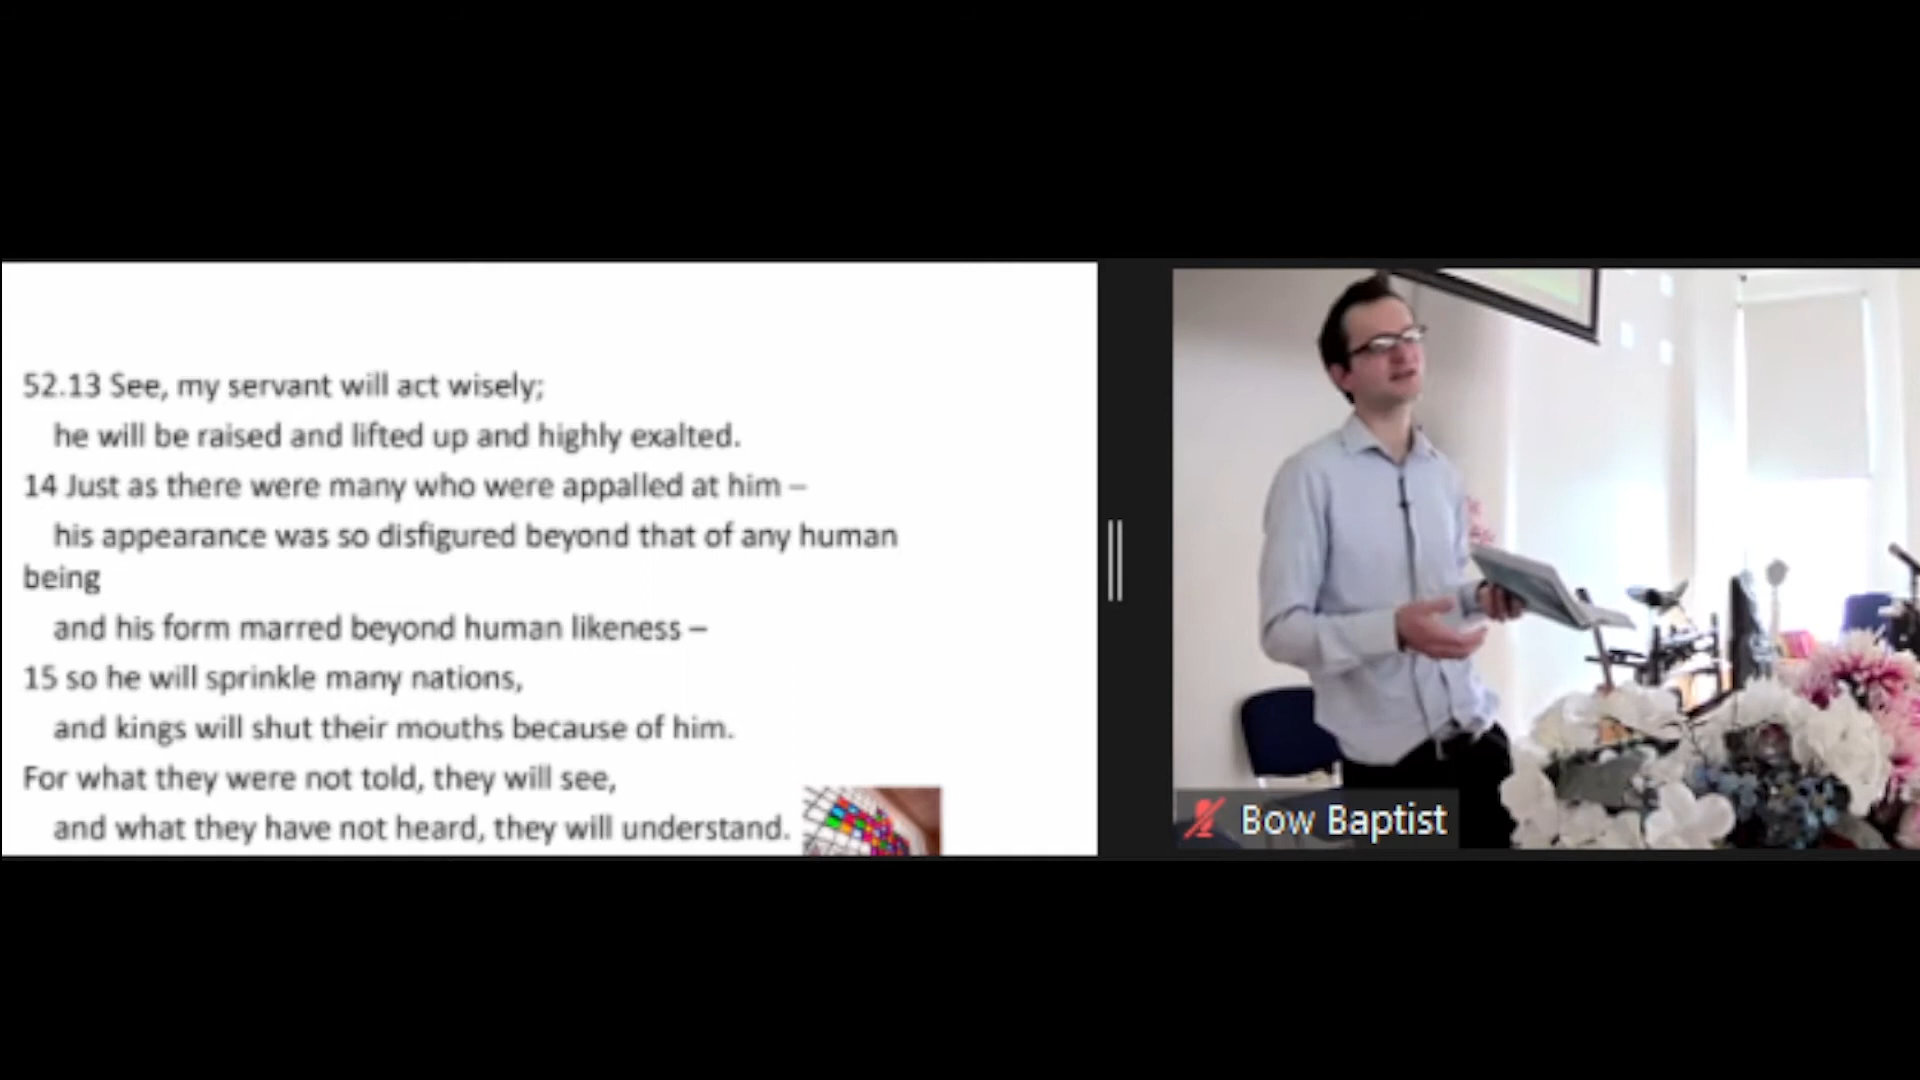 52.13 See, my servant will act wisely;
he will be raised and lifted up and highly exalted.
14 Just as there were many who were appalled at him –
his appearance was so disfigured beyond that of any human
being
and his form marred beyond human likeness –
15 so he will sprinkle many nations,
and kings will shut their mouths because of him.
For what they were not told, they will see,
and what they have not heard, they will understand.
Bow Baptist